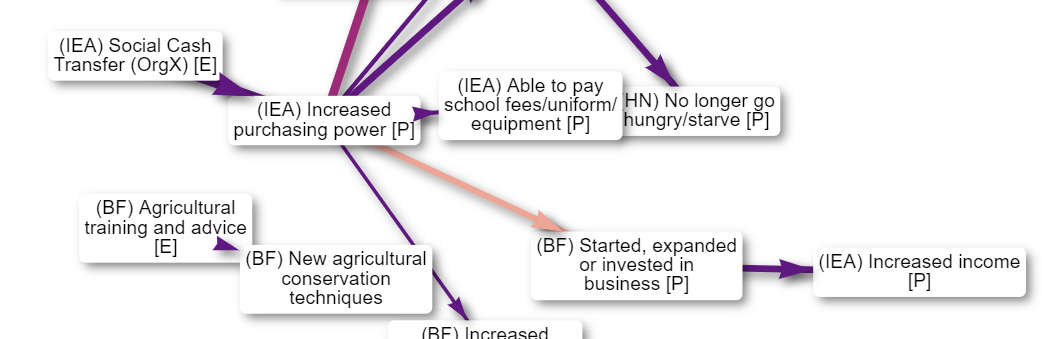 (IEA) Social Cash
Transfer (OrgX) [E]
(IEA) Increased
purchasing power [P]
(IEA) Able to pay
school fees/uniform/
equipment [P]
HN) No longer go
hungry/starve [P]
(BF) Agricultural
training and advice
[E]
(BF) New agricultural
conservation
techniques
(BF) Started, expanded
or invested in
business [P]
(IEA) Increased income
[P]
(BF) Increased